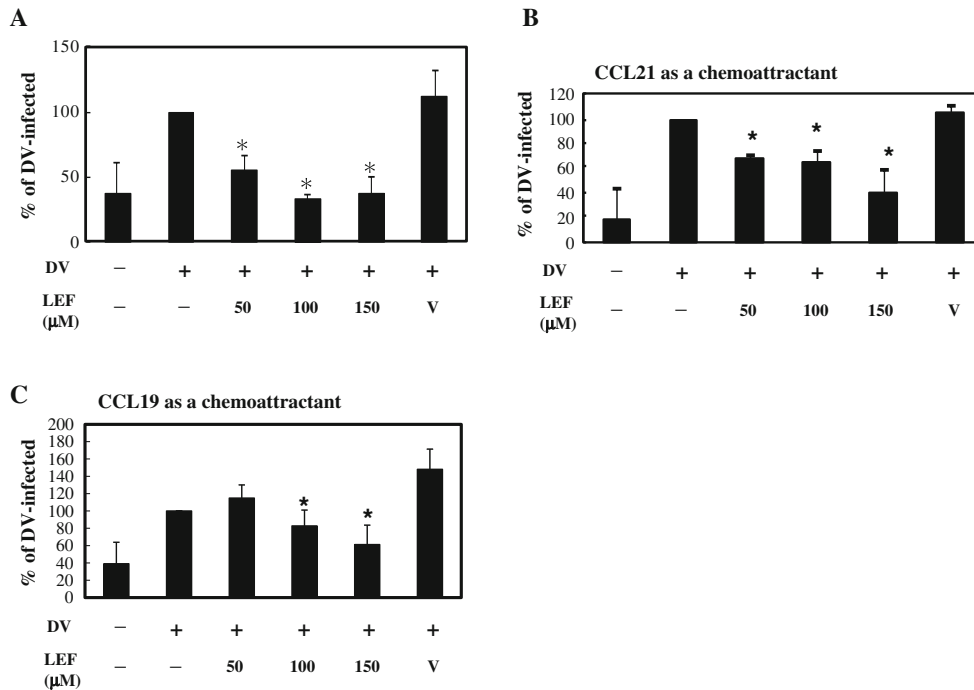 A
150
100
50
0
% of DV-infected
*
*
*
DV − + + + + +
LEF − − 50 100 150 V
(μM)
B
CCL21 as a chemoattractant
120
100
80
60
40
20
0
% of DV-infected
*
*
*
DV − + + + + +
LEF − − 50 100 150 V
(μM)
C
CCL19 as a chemoattractant
200
180
160
140
120
100
80
60
40
20
0
% of DV-infected
*
*
DV − + + + + +
LEF − − 50 100 150 V
(μM)